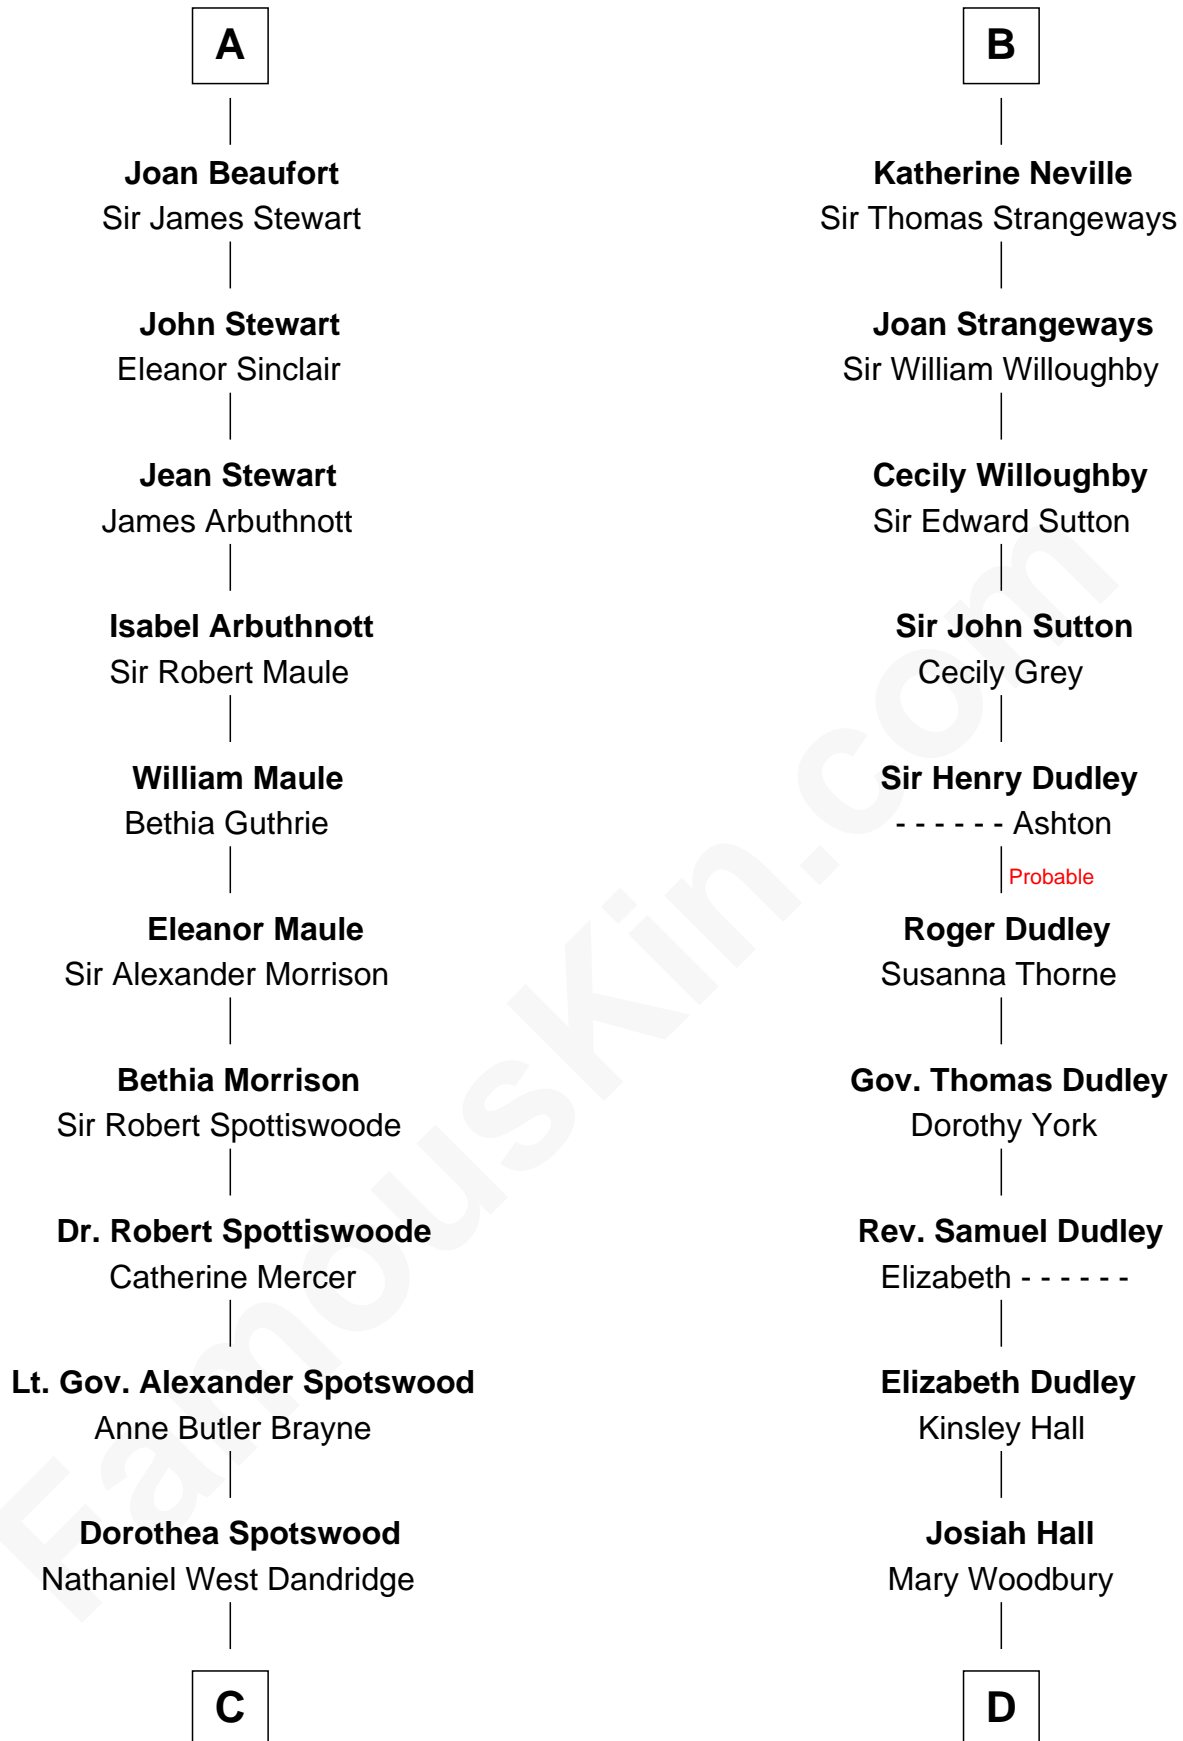 A
Joan Beaufort
Sir James Stewart
John Stewart
Eleanor Sinclair
Jean Stewart
James Arbuthnott
Isabel Arbuthnott
Sir Robert Maule
William Maule
Bethia Guthrie
Eleanor Maule
Sir Alexander Morrison
Bethia Morrison
Sir Robert Spottiswoode
Dr. Robert Spottiswoode
Catherine Mercer
Lt. Gov. Alexander Spotswood
Anne Butler Brayne
Dorothea Spotswood
Nathaniel West Dandridge
C
B
Katherine Neville
Sir Thomas Strangeways
Joan Strangeways
Sir William Willoughby
Cecily Willoughby
Sir Edward Sutton
Sir John Sutton
Cecily Grey
Sir Henry Dudley
- - - - - - Ashton
Probable
Roger Dudley
Susanna Thorne
Gov. Thomas Dudley
Dorothy York
Rev. Samuel Dudley
Elizabeth - - - - - -
Elizabeth Dudley
Kinsley Hall
Josiah Hall
Mary Woodbury
D
FamousKin.com